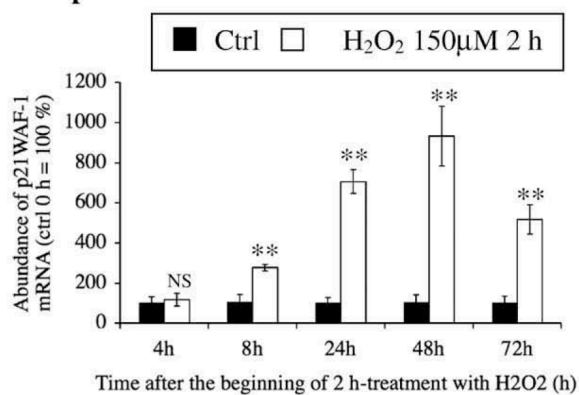 Ctrl H₂O₂ 150µM 2 h
Abundance of p21WAF-1
mRNA (ctrl 0 h = 100 %)
1200
1000
800
600
400
200
0
NS
**
**
**
**
4h 8h 24h 48h 72h
Time after the beginning of 2 h-treatment with H2O2 (h)